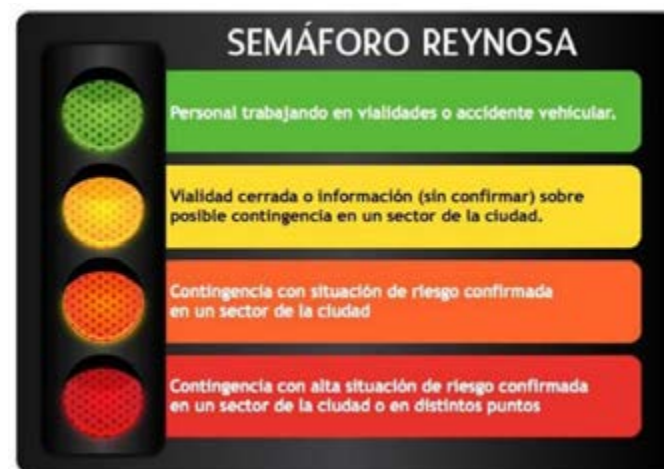 SEMÁFORO REYNOSA
Personal trabajando en vialidades o accidente vehícular.
Vialidad cerrada o información (sin confirmar) sobre
posible contingencia en un sector de la ciudad.
Contingencia con situación de riesgo confirmada
en un sector de la ciudad
Contingencia con alta situación de riesgo confirmada
en un sector de la ciudad o en distintos puntos